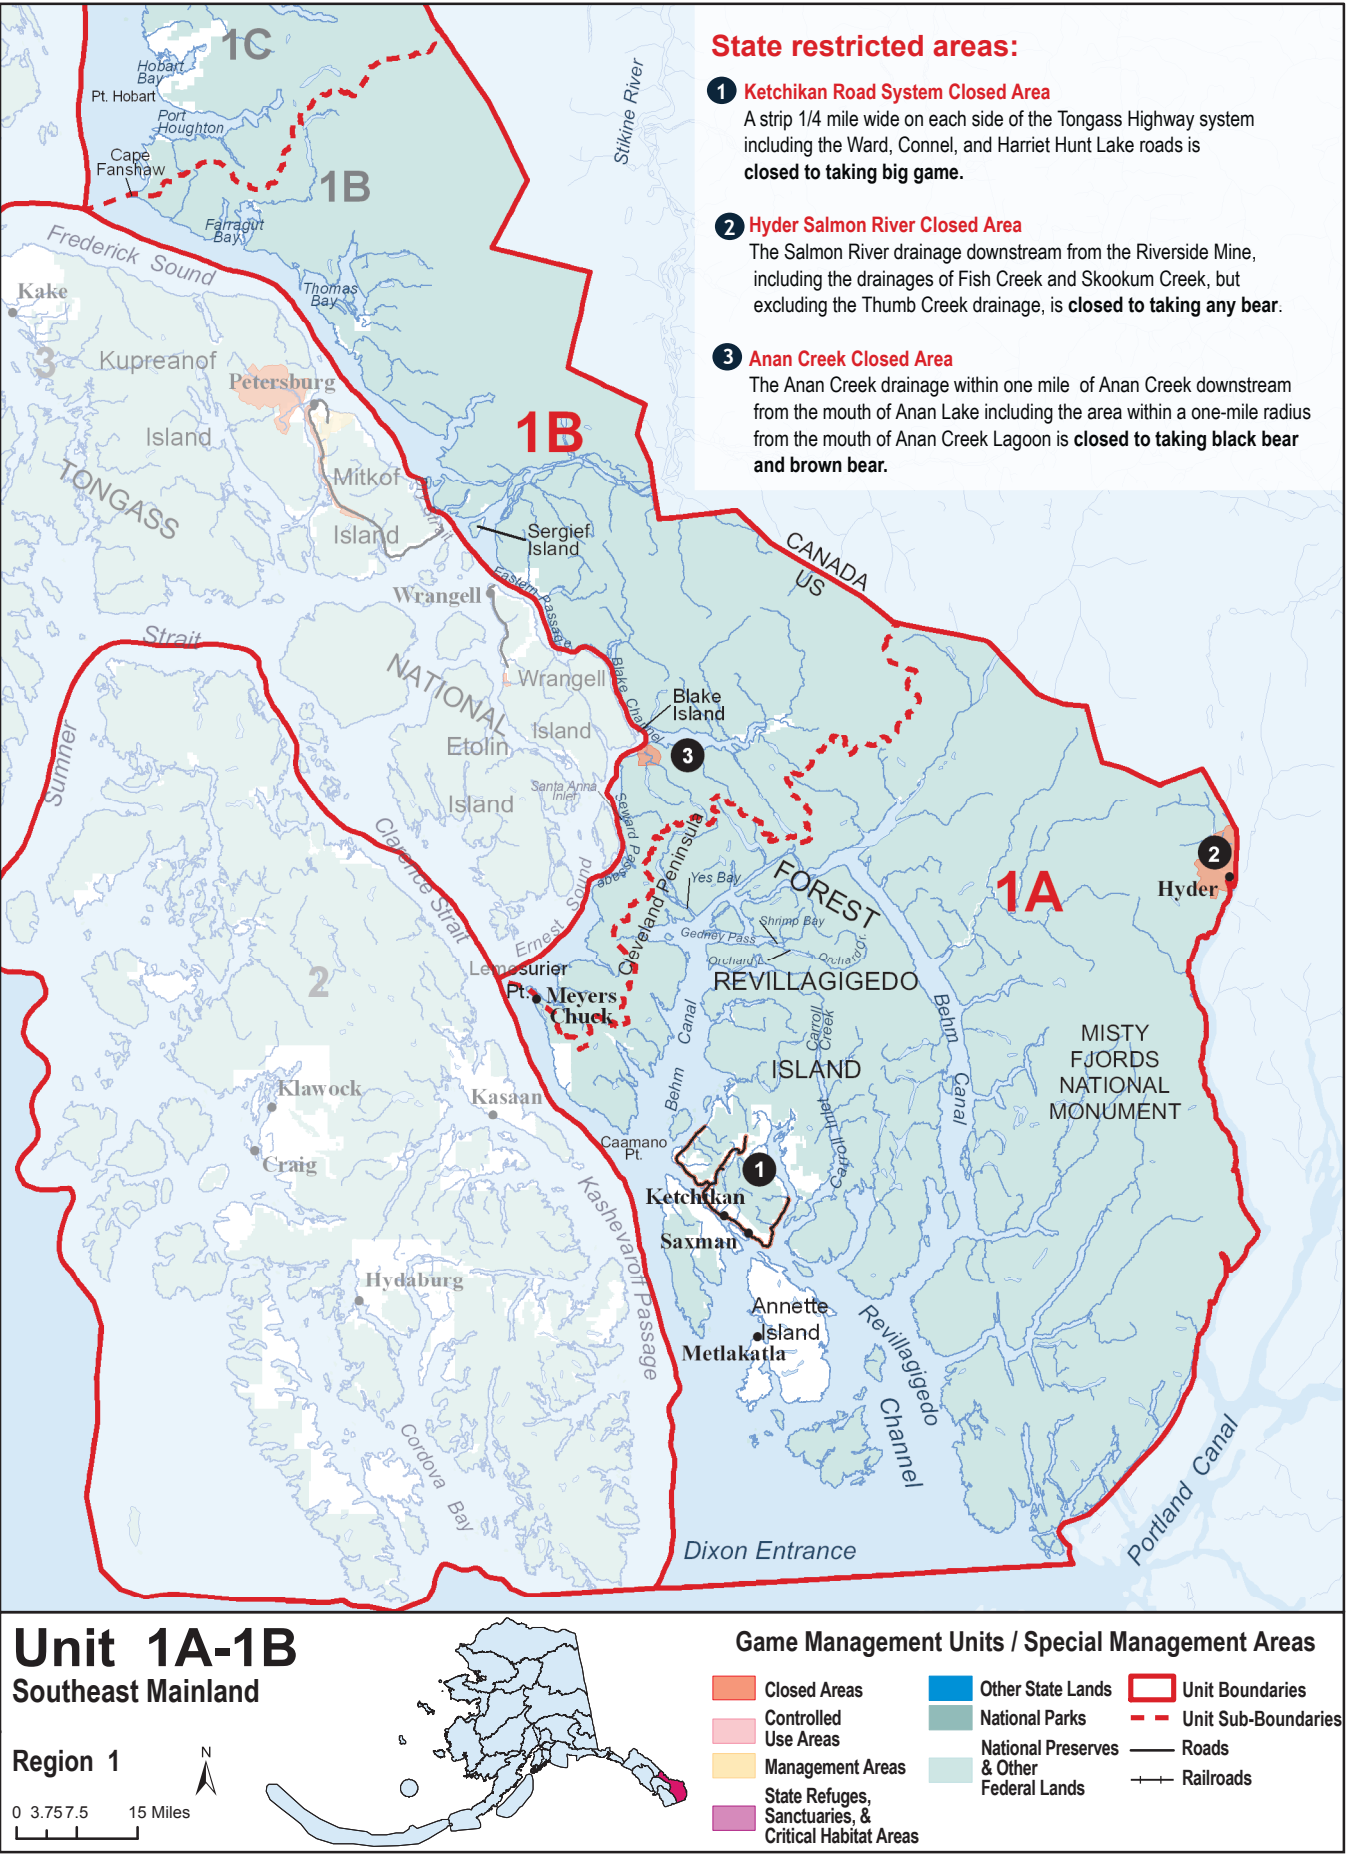 State restricted areas:
1 Ketchikan Road System Closed Area
A strip 1/4 mile wide on each side of the Tongass Highway system
including the Ward, Connel, and Harriet Hunt Lake roads is
closed to taking big game.
2 Hyder Salmon River Closed Area
The Salmon River drainage downstream from the Riverside Mine,
including the drainages of Fish Creek and Skookum Creek, but
excluding the Thumb Creek drainage, is closed to taking any bear.
3 Anan Creek Closed Area
The Anan Creek drainage within one mile of Anan Creek downstream
from the mouth of Anan Lake including the area within a one-mile radius
from the mouth of Anan Creek Lagoon is closed to taking black bear
and brown bear.
1C
Hobart
Bay
Pt. Hobart
Port
Houghton
Cape
Fanshaw
1B
Farragut
Bay
Stikine River
Frederick Sound
Kake
Thomas
Bay
3
Kupreanof
Island
Petersburg
1B
TONGASS
Mitkof
Island
Strait
Sergief
Island
CANADA
US
Eastern Passage
Wrangell
Strait
Sumner
NATIONAL
Wrangell
Island
Blake Channel
Blake
Island
3
Etolin
Island
Santa Anna
Inlet
Seward Passage
Clarence Strait
Cleveland Peninsula
Yes Bay
FOREST
1A
2
Hyder
Shrimp Bay
Gedney Pass
Orchard L.
Orchard C.
Ernest Sound
Lemesurier
Pt.
Meyers
Chuck
REVILLAGIGEDO
ISLAND
2
Behm Canal
Carroll
Creek
Behm Canal
MISTY
FJORDS
NATIONAL
MONUMENT
Klawock
Kasaan
Craig
Caamano
Pt.
Carroll Inlet
1
Ketchikan
Saxman
Kashevaroff Passage
Hydaburg
Annette
Island
Metlakatla
Revillagigedo
Channel
Cordova Bay
Portland Canal
Dixon Entrance
Unit 1A-1B
Southeast Mainland
Region 1
N
0 3.75 7.5 15 Miles
Game Management Units / Special Management Areas
Closed Areas
Controlled
Use Areas
Management Areas
State Refuges,
Sanctuaries, &
Critical Habitat Areas
Other State Lands
National Parks
National Preserves
& Other
Federal Lands
Unit Boundaries
Unit Sub-Boundaries
Roads
Railroads